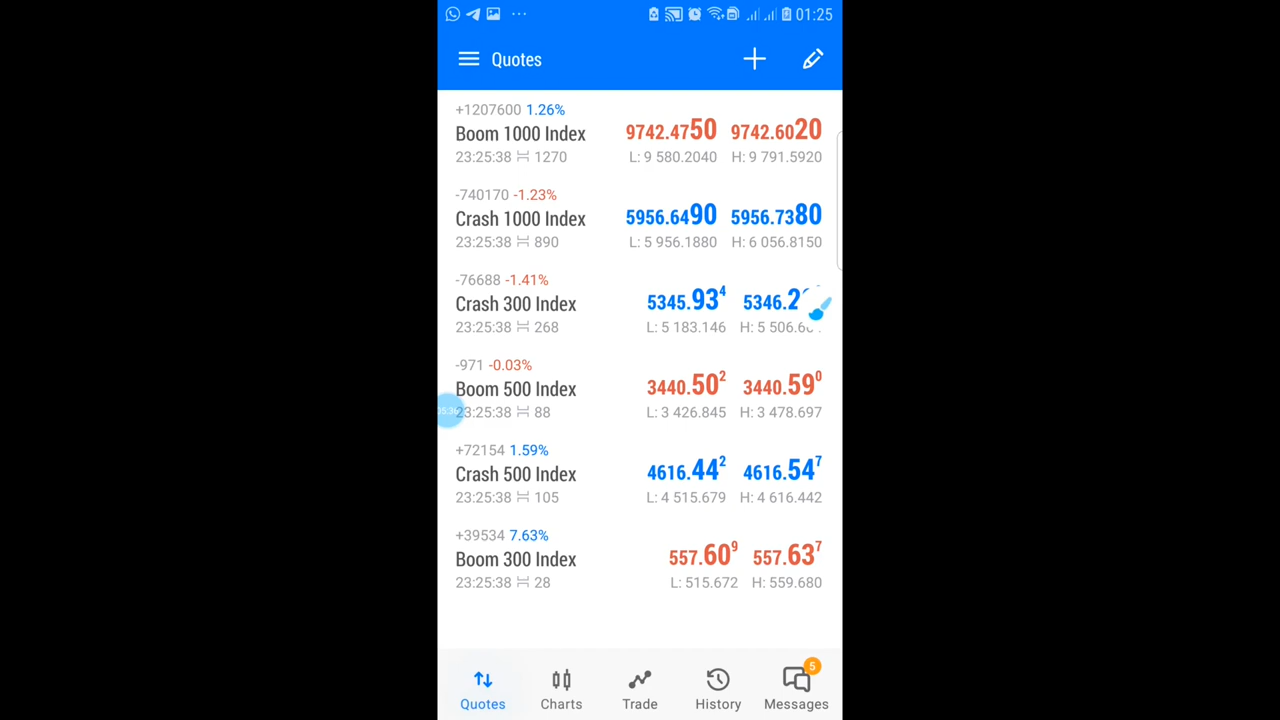 01:25
Quotes
+1207600 1.26%
Boom 1000 Index 9742.4750 9742.6020
23:25:38 1270 L: 9 580.2040 H: 9 791.5920
-740170 -1.23%
Crash 1000 Index 5956.6490 5956.7380
23:25:38 890 L: 5 956.1880 H: 6 056.8150
-76688 -1.41%
Crash 300 Index 5345.934
23:25:38 268 L: 5 183.146 H:
-971 -0.03%
Boom 500 Index 3440.502 3440.590
23:25:38 88 L: 3 426.845 H: 3 478.697
+72154 1.59%
Crash 500 Index 4616.442 4616.547
23:25:38 105 L: 4 515.679 H: 4 616.442
+39534 7.63%
Boom 300 Index 557.609 557.637
23:25:38 28 L: 515.672 H: 559.680
5
Quotes Charts Trade History Messages